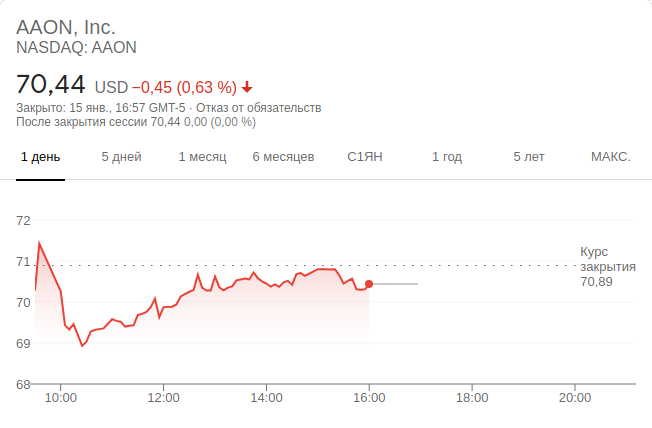 AAON, Inc.
NASDAQ: AAON
70,44 USD −0,45 (0,63 %)
Закрыто: 15 янв., 16:57 GMT-5 · Отказ от обязательств
После закрытия сессии 70,44 0,00 (0,00 %)
1 день 5 дней 1 месяц 6 месяцев С1ЯН 1 год 5 лет МАКС.
72
71
70
69
68
Курс
закрытия
70,89
10:00 12:00 14:00 16:00 18:00 20:00